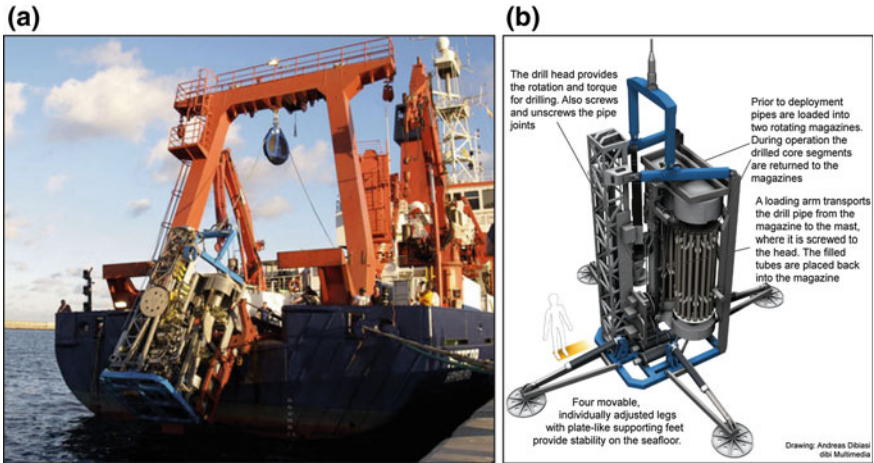 (a)
(b)
The drill head provides
the rotation and torque
for drilling. Also screws
and unscrews the pipe
joints
Prior to deployment
pipes are loaded into
two rotating magazines.
During operation the
drilled core segments
are returned to the
magazines
A loading arm transports
the drill pipe from the
magazine to the mast,
where it is screwed to
the head. The filled
tubes are placed back
into the magazine
Four movable,
individually adjusted legs
with plate-like supporting feet
provide stability on the seafloor.
Drawing: Andreas Dibiasi
dibi Multimedia